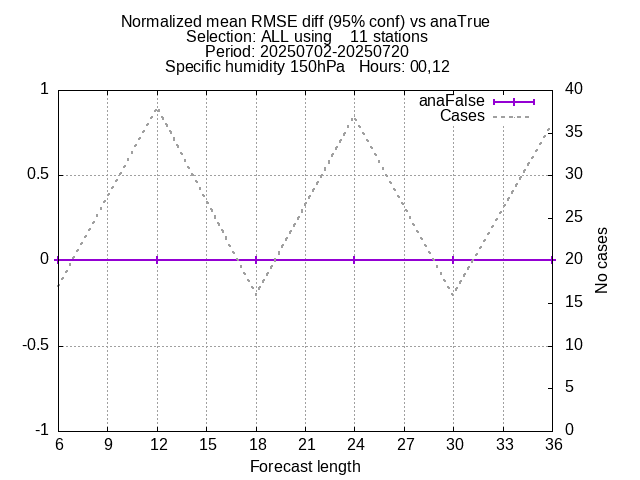 Normalized mean RMSE diff (95% conf) vs anaTrue
Selection: ALL using    11 stations
Period: 20250702-20250720
Specific humidity 150hPa   Hours: 00,12
anaFalse
Cases
1
0.5
0
-0.5
-1
40
35
30
25
20
15
10
5
0
No cases
6 9 12 15 18 21 24 27 30 33 36
Forecast length